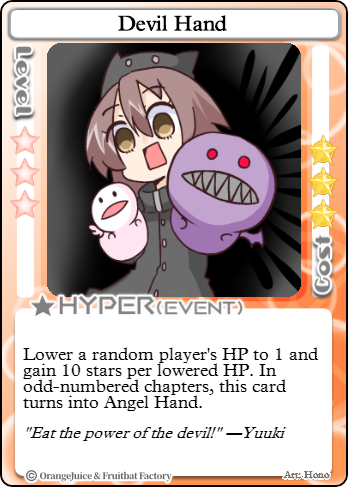 Devil Hand
Level
Cost
HYPER(EVENT)
Lower a random player's HP to 1 and
gain 10 stars per lowered HP. In
odd-numbered chapters, this card
turns into Angel Hand.
"Eat the power of the devil!" —Yuuki
© OrangeJuice & Fruitbat Factory
Art: Hono